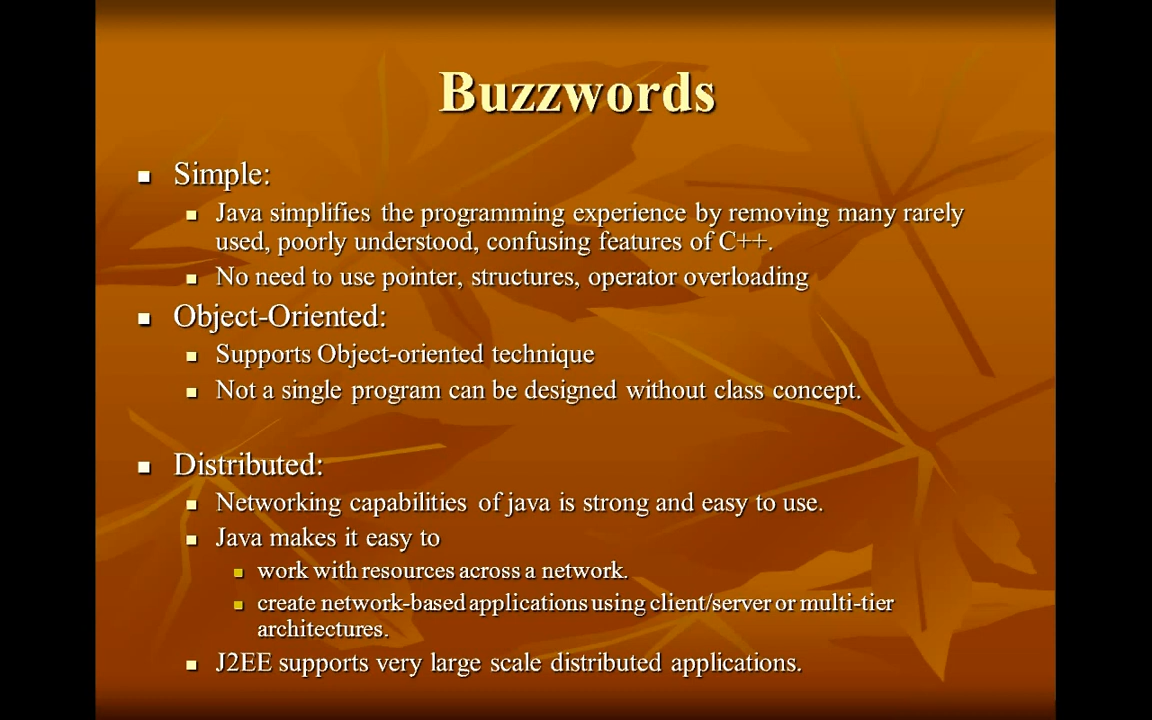 Buzzwords
Simple:
Java simplifies the programming experience by removing many rarely
used, poorly understood, confusing features of C++.
No need to use pointer, structures, operator overloading
Object-Oriented:
Supports Object-oriented technique
Not a single program can be designed without class concept.
Distributed:
Networking capabilities of java is strong and easy to use.
Java makes it easy to
work with resources across a network.
create network-based applications using client/server or multi-tier
architectures.
J2EE supports very large scale distributed applications.